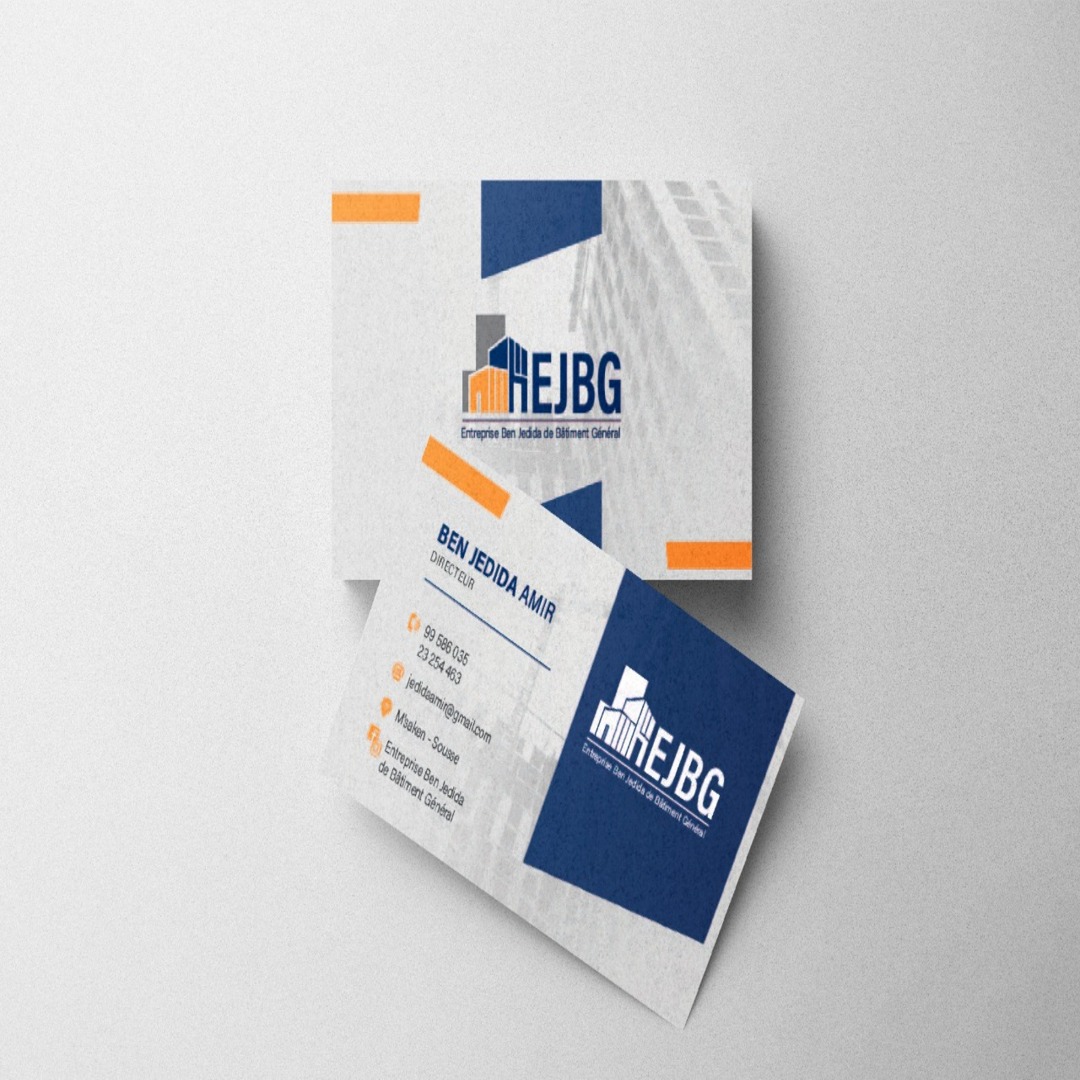 EJBG
Entreprise Ben Jedida de Bâtiment Général
BEN JEDIDA AMIR
DIRECTEUR
99 586 035
23 254 463
jedidaamir@gmail.com
M'saken - Sousse
Entreprise Ben Jedida
de Bâtiment Général
EJBG
Entreprise Ben Jedida de Bâtiment Général